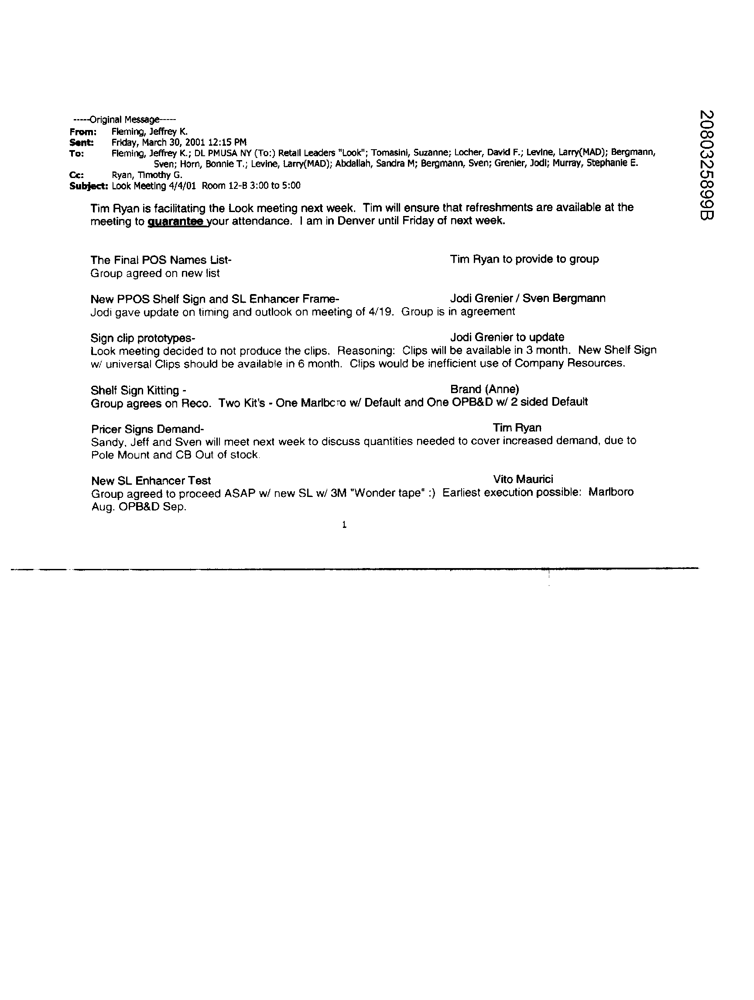 -----Original Message-----
From: Fleming, Jeffrey K.
Sent: Friday, March 30, 2001 12:15 PM
To: Fleming, Jeffrey K.; DL PMUSA NY (To:) Retail Leaders "Look"; Tomasini, Suzanne; Locher, David F.; Levine, Larry(MAD); Bergmann,
Sven; Horn, Bonnie T.; Levine, Larry(MAD); Abdallah, Sandra M; Bergmann, Sven; Grenier, Jodi; Murray, Stephanie E.
Cc: Ryan, Timothy G.
Subject: Look Meeting 4/4/01 Room 12-B 3:00 to 5:00
Tim Ryan is facilitating the Look meeting next week. Tim will ensure that refreshments are available at the
meeting to guarantee your attendance. I am in Denver until Friday of next week.
The Final POS Names List- Tim Ryan to provide to group
Group agreed on new list
New PPOS Shelf Sign and SL Enhancer Frame- Jodi Grenier / Sven Bergmann
Jodi gave update on timing and outlook on meeting of 4/19. Group is in agreement
Sign clip prototypes- Jodi Grenier to update
Look meeting decided to not produce the clips. Reasoning: Clips will be available in 3 month. New Shelf Sign
w/ universal Clips should be available in 6 month. Clips would be inefficient use of Company Resources.
Shelf Sign Kitting - Brand (Anne)
Group agrees on Reco. Two Kit's - One Marlboro w/ Default and One OPB&D w/ 2 sided Default
Pricer Signs Demand- Tim Ryan
Sandy, Jeff and Sven will meet next week to discuss quantities needed to cover increased demand, due to
Pole Mount and CB Out of stock.
New SL Enhancer Test Vito Maurici
Group agreed to proceed ASAP w/ new SL w/ 3M "Wonder tape" :) Earliest execution possible: Marlboro
Aug. OPB&D Sep.
1
2080325899B